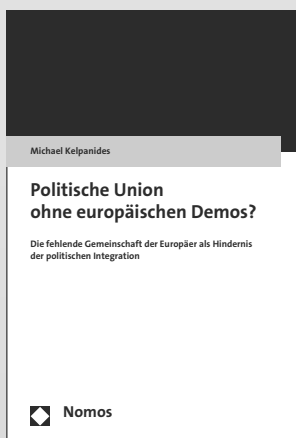 Michael Kelpanides
Politische Union
ohne europäischen Demos?
Die fehlende Gemeinschaft der Europäer als Hindernis
der politischen Integration
Nomos